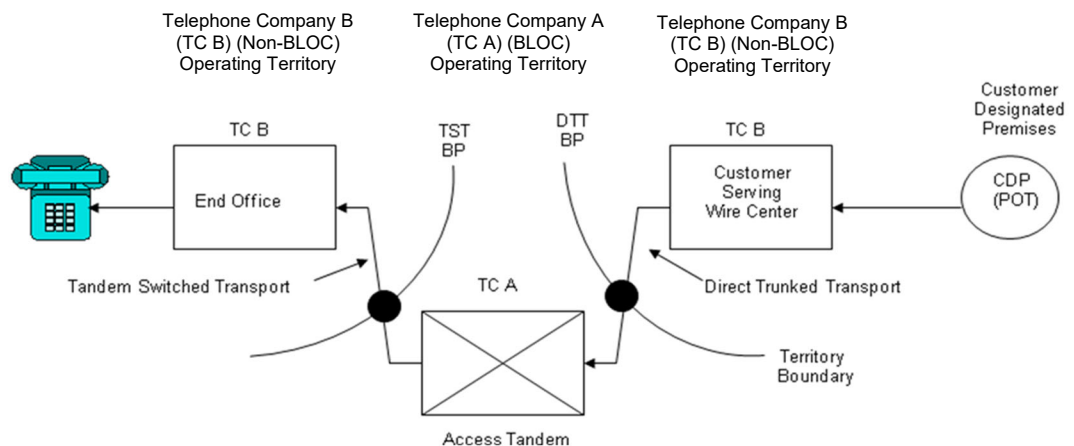 Telephone Company B
(TC B) (Non-BLOC)
Operating Territory
Telephone Company A
(TC A) (BLOC)
Operating Territory
Telephone Company B
(TC B) (Non-BLOC)
Operating Territory
Customer
Designated
Premises
TC B
TST
BP
DTT
BP
TC B
End Office
Customer
Serving
Wire Center
CDP
(POT)
Tandem Switched Transport
TC A
Direct Trunked Transport
Territory
Boundary
Access Tandem